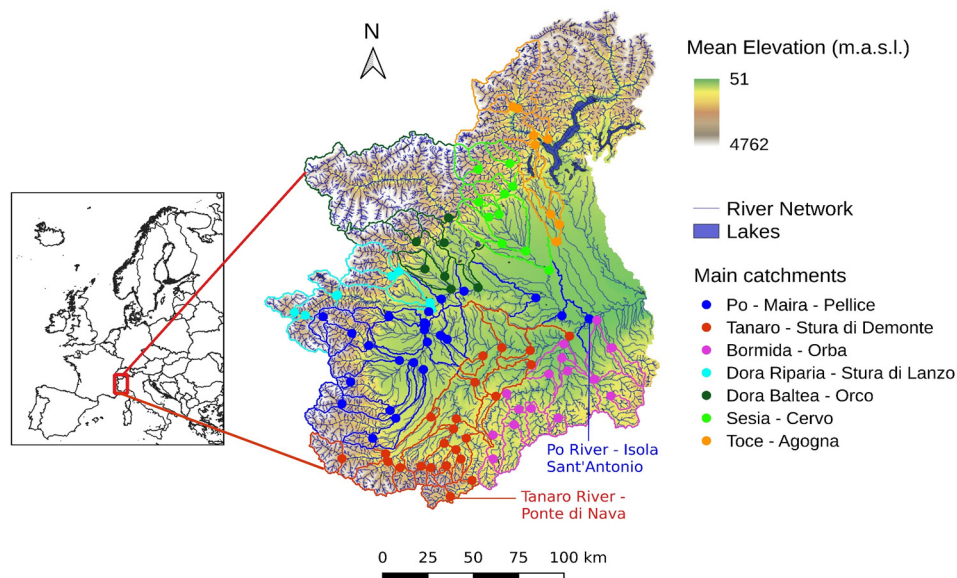 N
Mean Elevation (m.a.s.l.)
51
4762
River Network
Lakes
Main catchments
Po - Maira - Pellice
Tanaro - Stura di Demonte
Bormida - Orba
Dora Riparia - Stura di Lanzo
Dora Baltea - Orco
Sesia - Cervo
Toce - Agogna
Po River - Isola
Sant'Antonio
Tanaro River -
Ponte di Nava
0 25 50 75 100 km